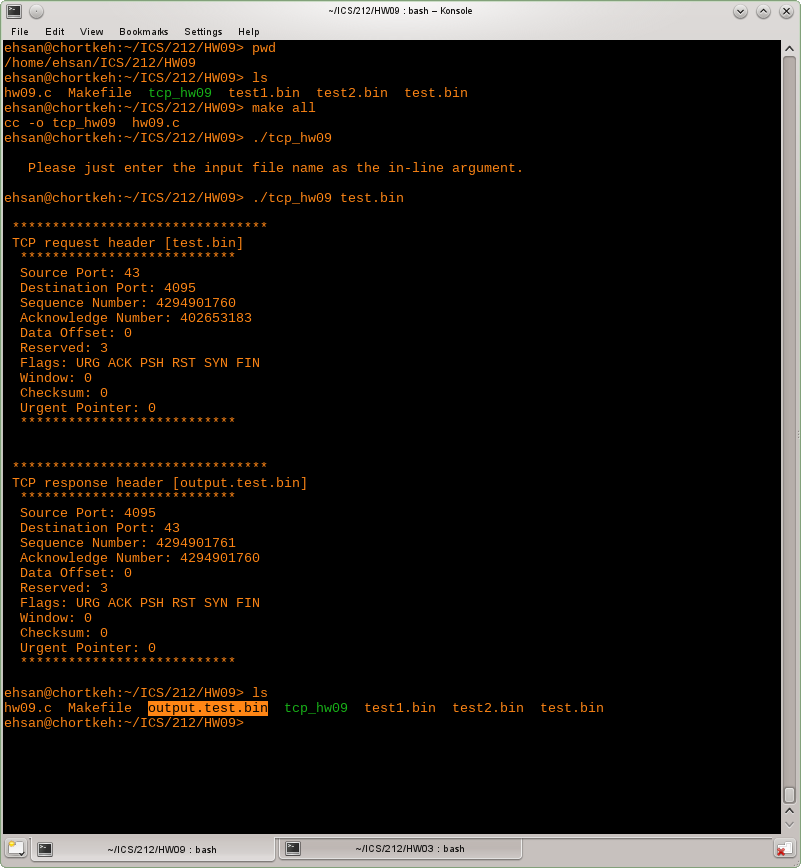 ~/ICS/212/HW09 : bash – Konsole
File Edit View Bookmarks Settings Help
ehsan@chortkeh:~/ICS/212/HW09> pwd
/home/ehsan/ICS/212/HW09
ehsan@chortkeh:~/ICS/212/HW09> ls
hw09.c  Makefile  tcp_hw09  test1.bin  test2.bin  test.bin
ehsan@chortkeh:~/ICS/212/HW09> make all
cc -o tcp_hw09  hw09.c
ehsan@chortkeh:~/ICS/212/HW09> ./tcp_hw09
Please just enter the input file name as the in-line argument.
ehsan@chortkeh:~/ICS/212/HW09> ./tcp_hw09 test.bin
********************************
TCP request header [test.bin]
***************************
Source Port: 43
Destination Port: 4095
Sequence Number: 4294901760
Acknowledge Number: 402653183
Data Offset: 0
Reserved: 3
Flags: URG ACK PSH RST SYN FIN
Window: 0
Checksum: 0
Urgent Pointer: 0
***************************
********************************
TCP response header [output.test.bin]
***************************
Source Port: 4095
Destination Port: 43
Sequence Number: 4294901761
Acknowledge Number: 4294901760
Data Offset: 0
Reserved: 3
Flags: URG ACK PSH RST SYN FIN
Window: 0
Checksum: 0
Urgent Pointer: 0
***************************
ehsan@chortkeh:~/ICS/212/HW09> ls
hw09.c  Makefile  output.test.bin  tcp_hw09  test1.bin  test2.bin  test.bin
ehsan@chortkeh:~/ICS/212/HW09>
~/ICS/212/HW09 : bash
~/ICS/212/HW03 : bash